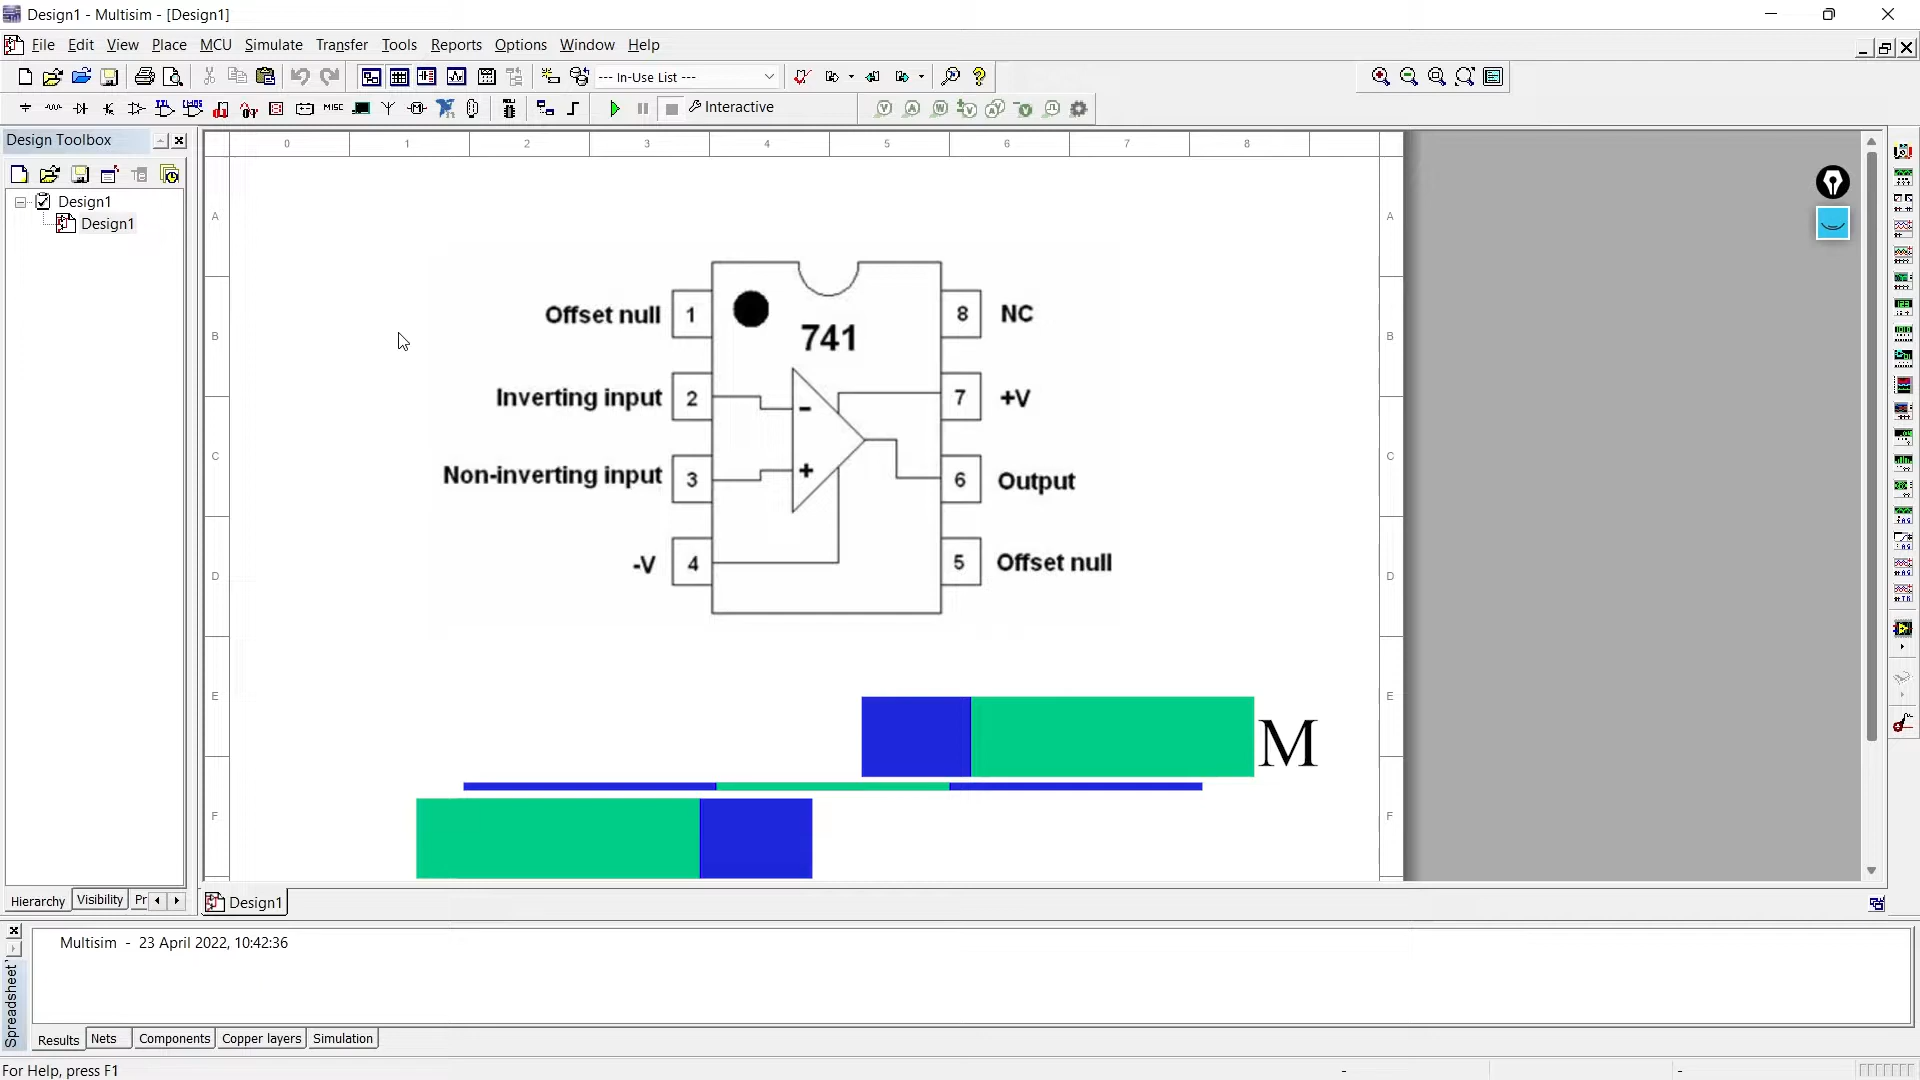 Design1 - Multisim - [Design1]
File Edit View Place MCU Simulate Transfer Tools Reports Options Window Help
--- In-Use List ---
MISC
Interactive
Design Toolbox
Design1
Design1
0 1 2 3 4 5 6 7 8
A A
B B
C C
D D
E E
F F
741
Offset null 1 8 NC
Inverting input 2 - 7 +V
Non-inverting input 3 + 6 Output
-V 4 5 Offset null
M
Hierarchy Visibility Pr
Design1
Multisim - 23 April 2022, 10:42:36
Spreadsheet
Results Nets Components Copper layers Simulation
For Help, press F1 - -